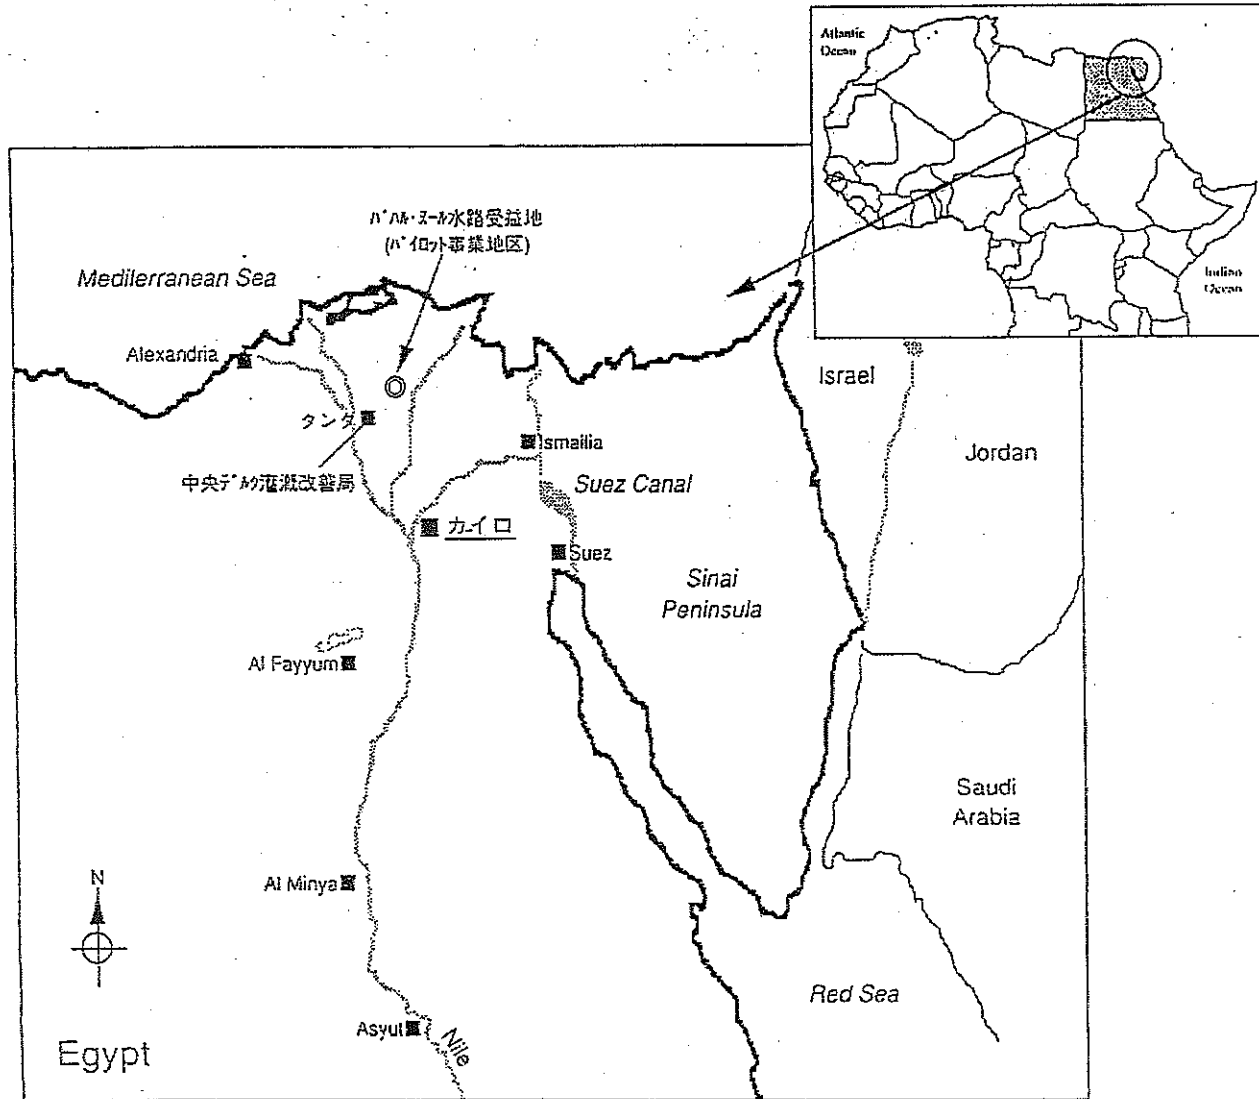 Atlantic
Ocean
Indian
Ocean
バハル・ヌール水路受益地
(パイロット事業地区)
Mediterranean Sea
Alexandria
タンタ
中央デルタ灌漑改善局
Ismailia
Suez Canal
カイロ
Suez
Sinai
Peninsula
Israel
Jordan
Al Fayyum
Saudi
Arabia
N
Al Minya
Red Sea
Asyut
Nile
Egypt